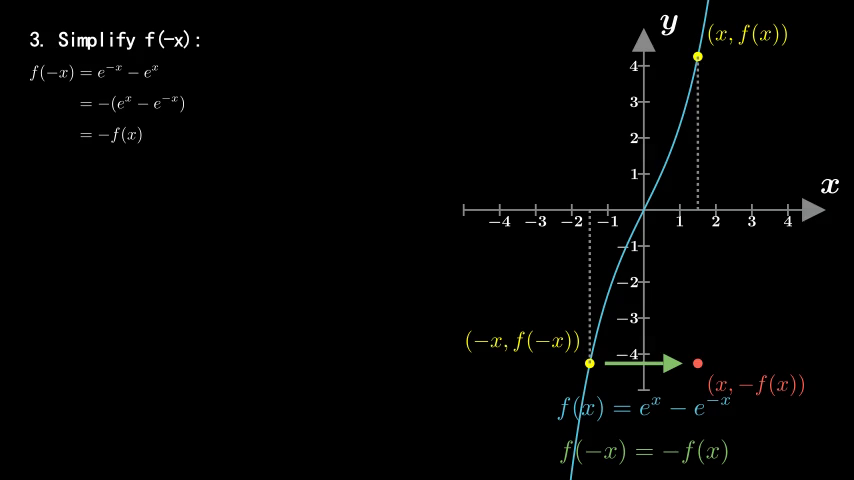 3. Simplify f(-x):
f(−x) = e^{−x} − e^x
= −(e^x − e^{−x})
= −f(x)
y
(x, f(x))
4
3
2
1
x
−4 −3 −2 −1 1 2 3 4
−1
−2
−3
(−x, f(−x))
−4
(x, −f(x))
f(x) = e^x − e^{−x}
f(−x) = −f(x)